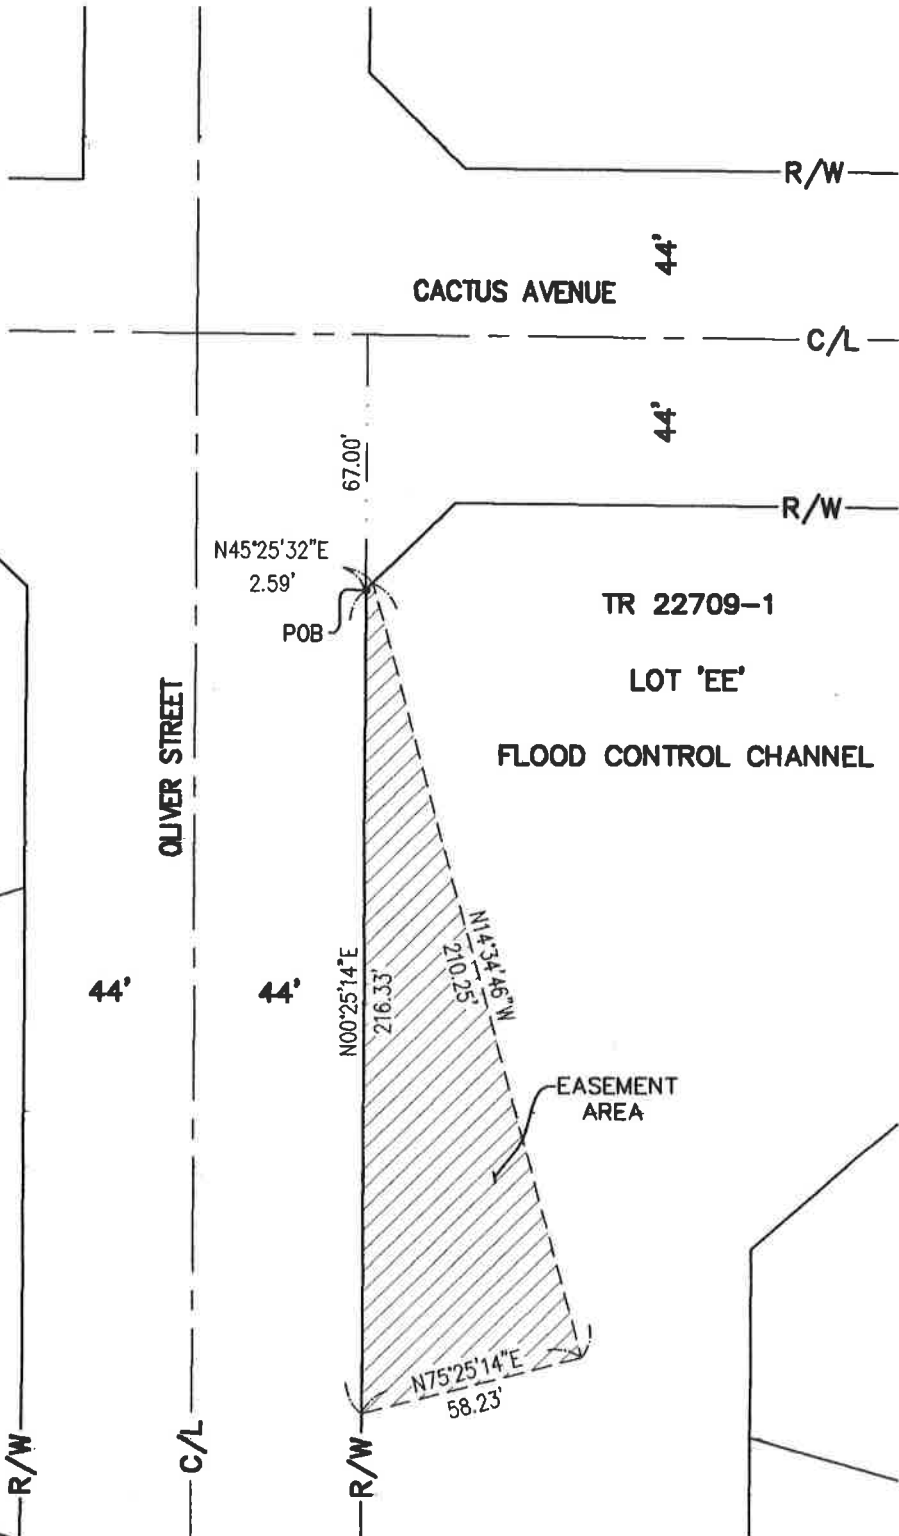 R/W
44'
CACTUS AVENUE
C/L
44'
67.00'
R/W
N45°25'32"E
2.59'
POB
TR 22709-1
LOT 'EE'
FLOOD CONTROL CHANNEL
OLIVER STREET
44'
44'
N00°25'14"E
216.33'
N14°34'46"W
210.25'
EASEMENT
AREA
N75°25'14"E
58.23'
R/W
C/L
R/W